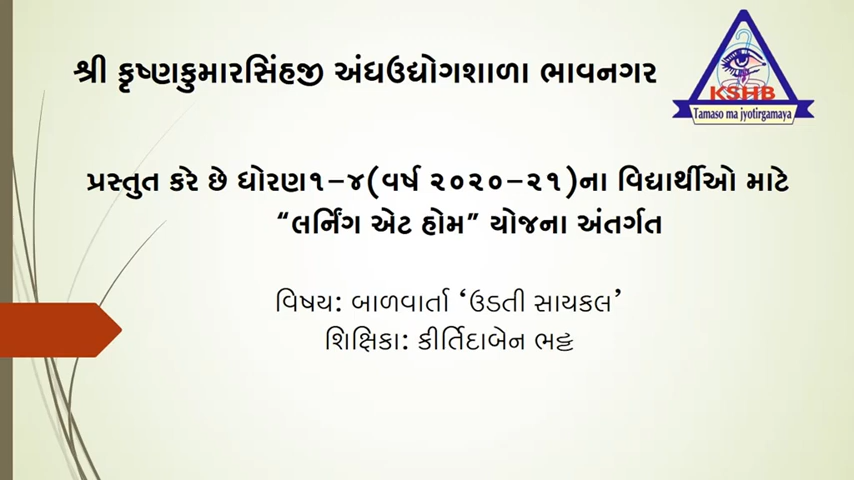 શ્રી કૃષ્ણકુમારસિંહજી અંધઉદ્યોગશાળા ભાવનગર
KSHB
Tamaso ma jyotirgamaya
પ્રસ્તુત કરે છે ધોરણ૧–૪(વર્ષ ૨૦૨૦–૨૧)ના વિદ્યાર્થીઓ માટે
“લર્નિંગ એટ હોમ” યોજના અંતર્ગત
વિષય: બાળવાર્તા ‘ઉડતી સાયકલ’
શિક્ષિકા: કીર્તિદાબેન ભટ્ટ